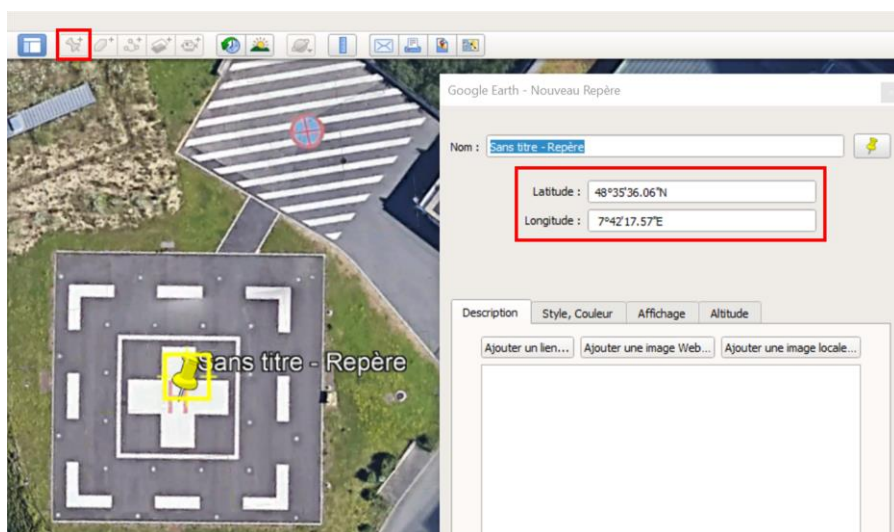 Google Earth - Nouveau Repère
Nom : Sans titre - Repère
Latitude : 48°35'36.06"N
Longitude : 7°42'17.57"E
Sans titre - Repère
Description Style, Couleur Affichage Altitude
Ajouter un lien... Ajouter une image Web... Ajouter une image locale...